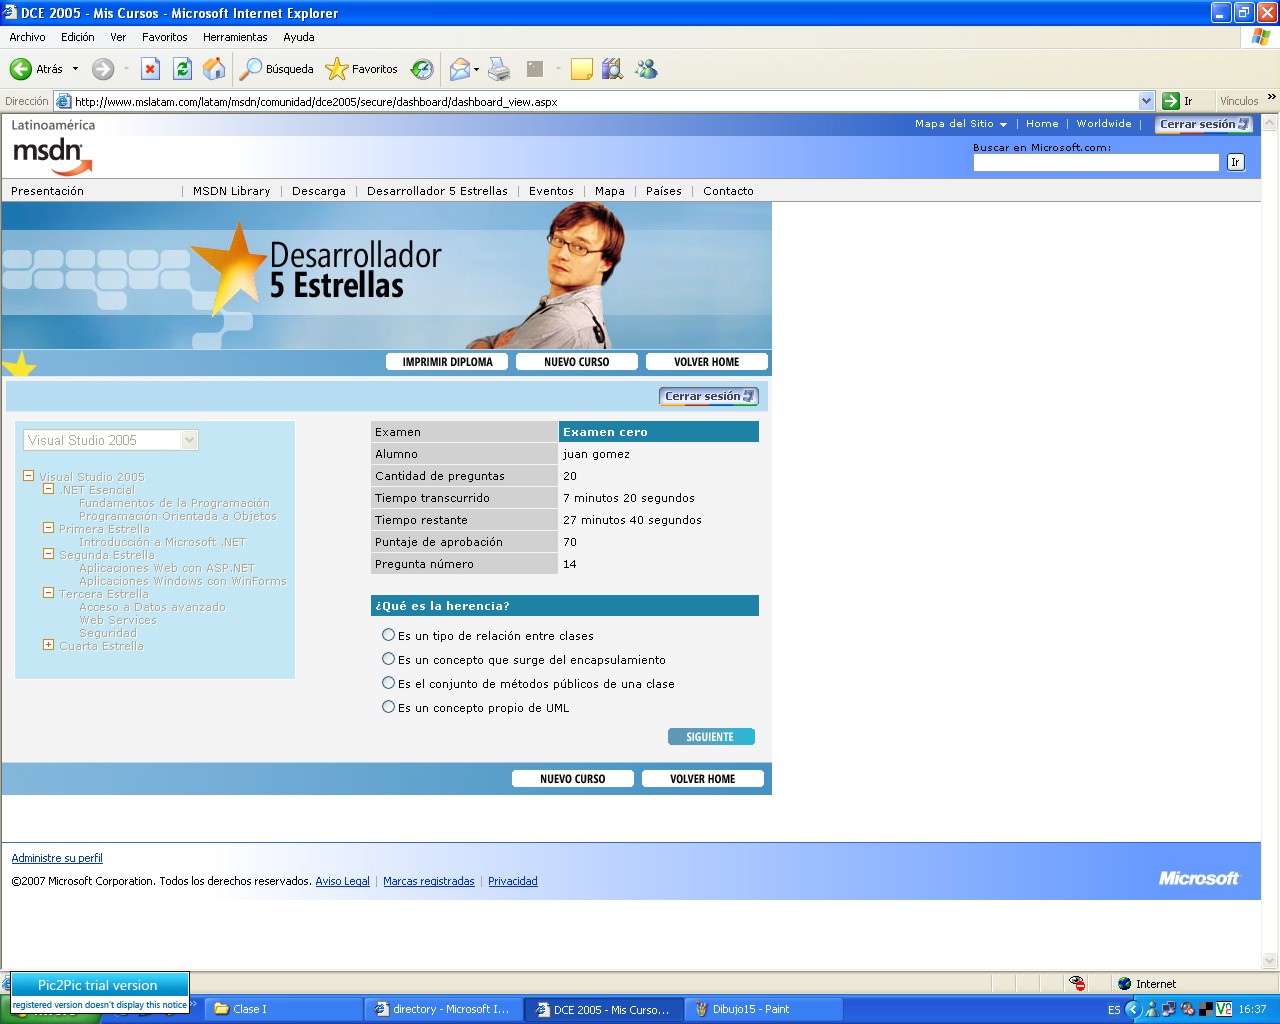 DCE 2005 - Mis Cursos - Microsoft Internet Explorer
Archivo Edición Ver Favoritos Herramientas Ayuda
Atrás Búsqueda Favoritos
Dirección http://www.mslatam.com/latam/msdn/comunidad/dce2005/secure/dashboard/dashboard_view.aspx Ir Vínculos »
Latinoamérica
msdn
Mapa del Sitio | Home | Worldwide | Cerrar sesión
Buscar en Microsoft.com:
Ir
Presentación | MSDN Library | Descarga | Desarrollador 5 Estrellas | Eventos | Mapa | Países | Contacto
Desarrollador
5 Estrellas
IMPRIMIR DIPLOMA NUEVO CURSO VOLVER HOME
Cerrar sesión
Visual Studio 2005
Visual Studio 2005
.NET Esencial
Fundamentos de la Programación
Programación Orientada a Objetos
Primera Estrella
Introducción a Microsoft .NET
Segunda Estrella
Aplicaciones Web con ASP.NET
Aplicaciones Windows con WinForms
Tercera Estrella
Acceso a Datos avanzado
Web Services
Seguridad
Cuarta Estrella
Examen Examen cero
Alumno juan gomez
Cantidad de preguntas 20
Tiempo transcurrido 7 minutos 20 segundos
Tiempo restante 27 minutos 40 segundos
Puntaje de aprobación 70
Pregunta número 14
¿Qué es la herencia?
Es un tipo de relación entre clases
Es un concepto que surge del encapsulamiento
Es el conjunto de métodos públicos de una clase
Es un concepto propio de UML
SIGUIENTE
NUEVO CURSO VOLVER HOME
Administre su perfil
©2007 Microsoft Corporation. Todos los derechos reservados. Aviso Legal | Marcas registradas | Privacidad
Microsoft
Internet
Pic2Pic trial version
registered version doesn't display this notice
Clase I directory - Microsoft I... DCE 2005 - Mis Curso... Dibujo15 - Paint ES 16:37